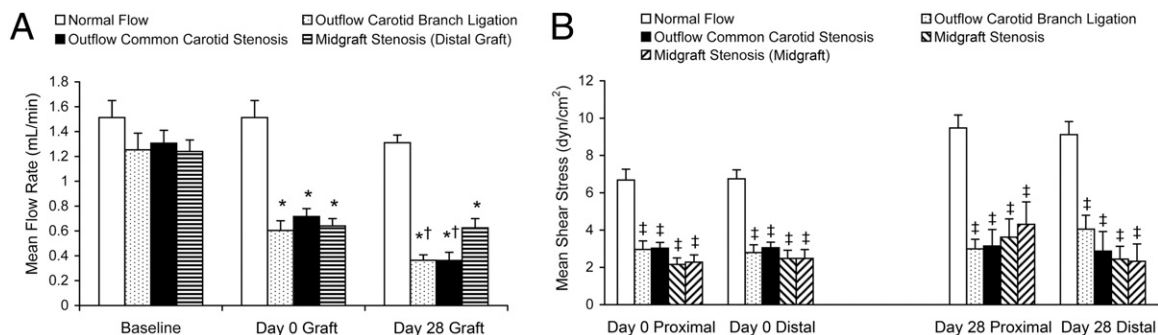 A
Normal Flow
Outflow Carotid Branch Ligation
Outflow Common Carotid Stenosis
Midgraft Stenosis (Distal Graft)
Mean Flow Rate (mL/min)
1.8
1.6
1.4
1.2
1
0.8
0.6
0.4
0.2
0
* * *
*† *† *
Baseline
Day 0 Graft
Day 28 Graft
B
Normal Flow
Outflow Carotid Branch Ligation
Outflow Common Carotid Stenosis
Midgraft Stenosis
Midgraft Stenosis (Midgraft)
Mean Shear Stress (dyn/cm²)
12
10
8
6
4
2
0
‡ ‡ ‡ ‡
‡ ‡ ‡ ‡
‡ ‡ ‡ ‡
‡ ‡ ‡ ‡
Day 0 Proximal
Day 0 Distal
Day 28 Proximal
Day 28 Distal